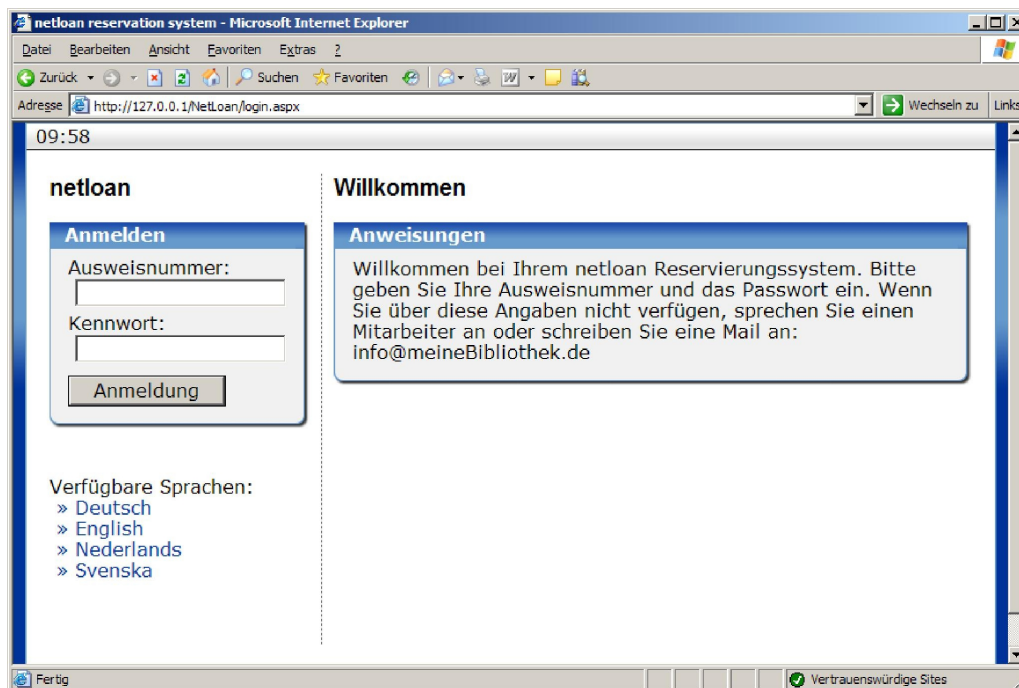 netloan reservation system - Microsoft Internet Explorer
Datei Bearbeiten Ansicht Favoriten Extras ?
Zurück Suchen Favoriten
Adresse http://127.0.0.1/NetLoan/login.aspx Wechseln zu Links
09:58
netloan
Anmelden
Ausweisnummer:
Kennwort:
Anmeldung
Verfügbare Sprachen:
» Deutsch
» English
» Nederlands
» Svenska
Willkommen
Anweisungen
Willkommen bei Ihrem netloan Reservierungssystem. Bitte
geben Sie Ihre Ausweisnummer und das Passwort ein. Wenn
Sie über diese Angaben nicht verfügen, sprechen Sie einen
Mitarbeiter an oder schreiben Sie eine Mail an:
info@meineBibliothek.de
Fertig Vertrauenswürdige Sites